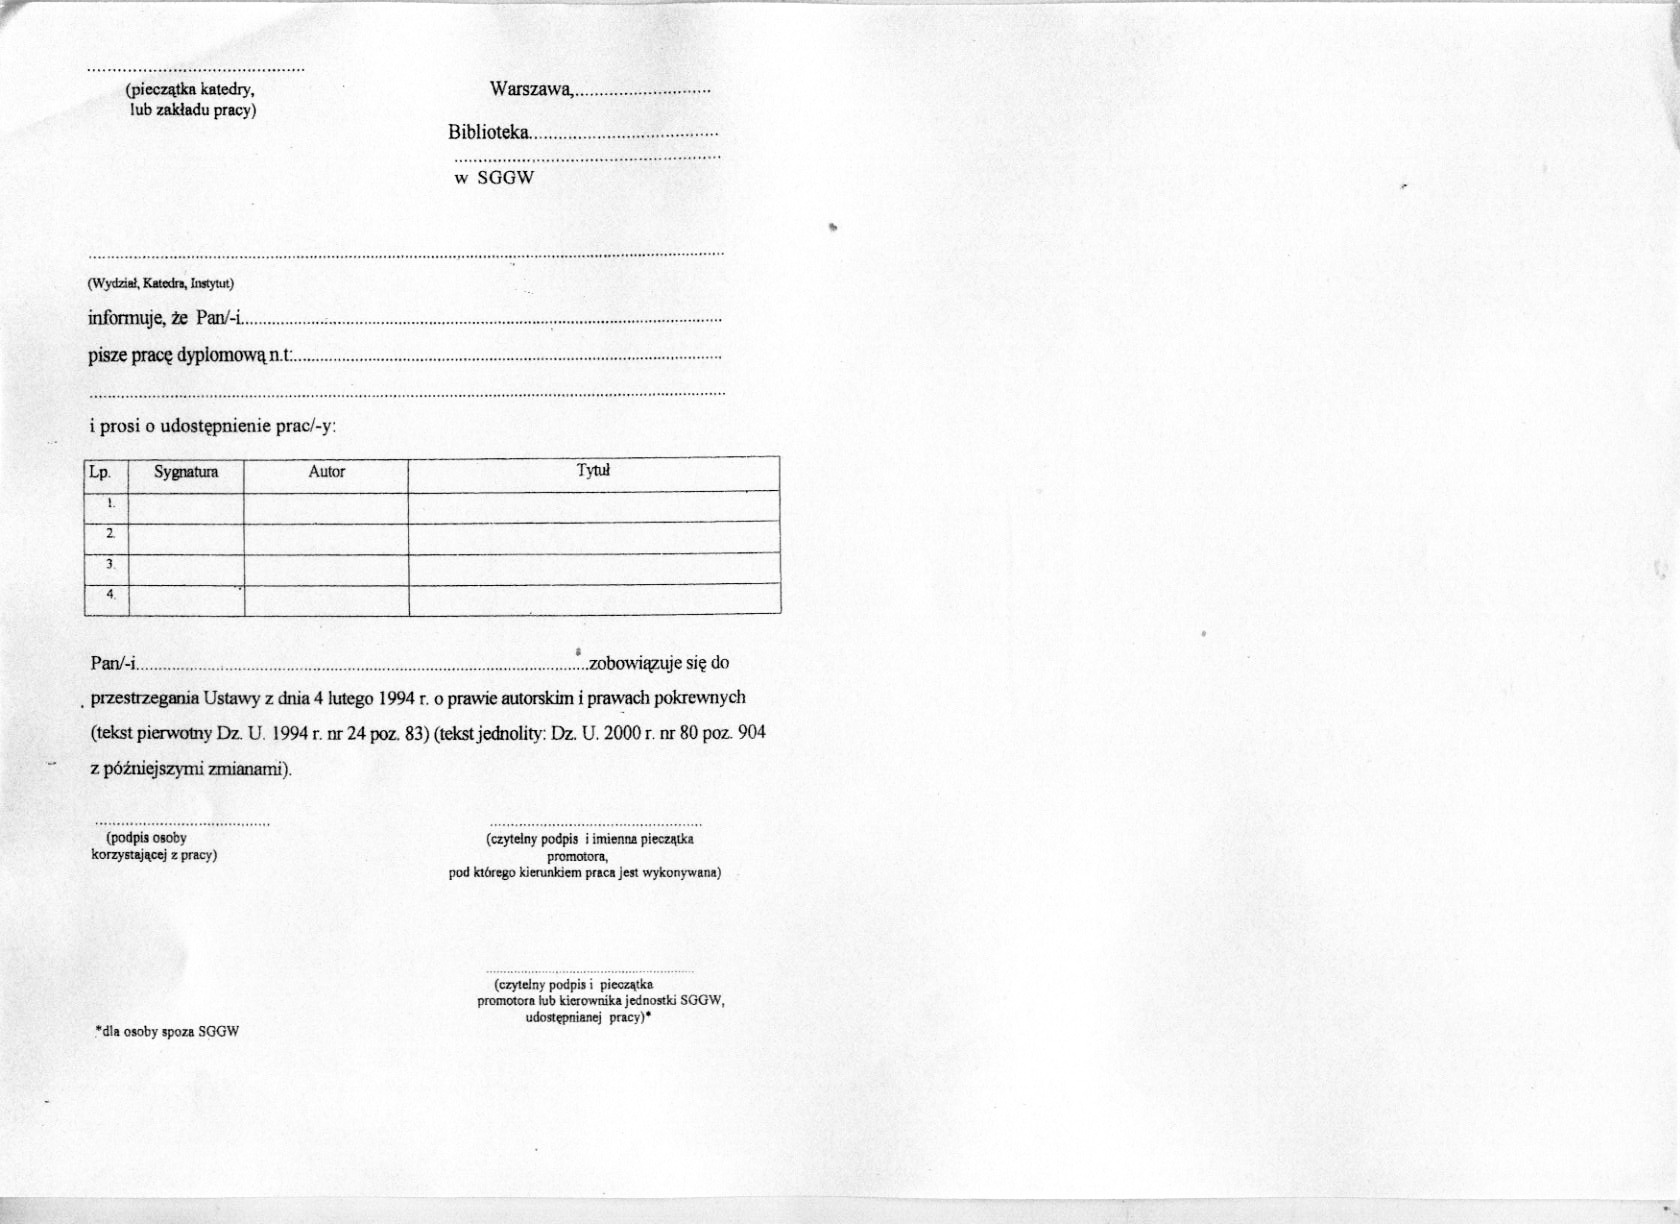 ........................................
(pieczątka katedry,
lub zakładu pracy)
Warszawa,............................
Biblioteka.......................................
........................................................
w SGGW
................................................................................................................................
(Wydział, Katedra, Instytut)
informuje, że Pan/-i................................................................................................
pisze pracę dyplomową n.t:........................................................................................
................................................................................................................................
i prosi o udostępnienie prac/-y:
Lp. Sygnatura Autor Tytuł
1.
2.
3.
4.
Pan/-i................................................................................................zobowiązuje się do
przestrzegania Ustawy z dnia 4 lutego 1994 r. o prawie autorskim i prawach pokrewnych
(tekst pierwotny Dz. U. 1994 r. nr 24 poz. 83) (tekst jednolity: Dz. U. 2000 r. nr 80 poz. 904
z późniejszymi zmianami).
........................................
(podpis osoby
korzystającej z pracy)
................................................
(czytelny podpis i imienna pieczątka
promotora,
pod którego kierunkiem praca jest wykonywana)
................................................
(czytelny podpis i pieczątka
promotora lub kierownika jednostki SGGW,
udostępnianej pracy)*
*dla osoby spoza SGGW